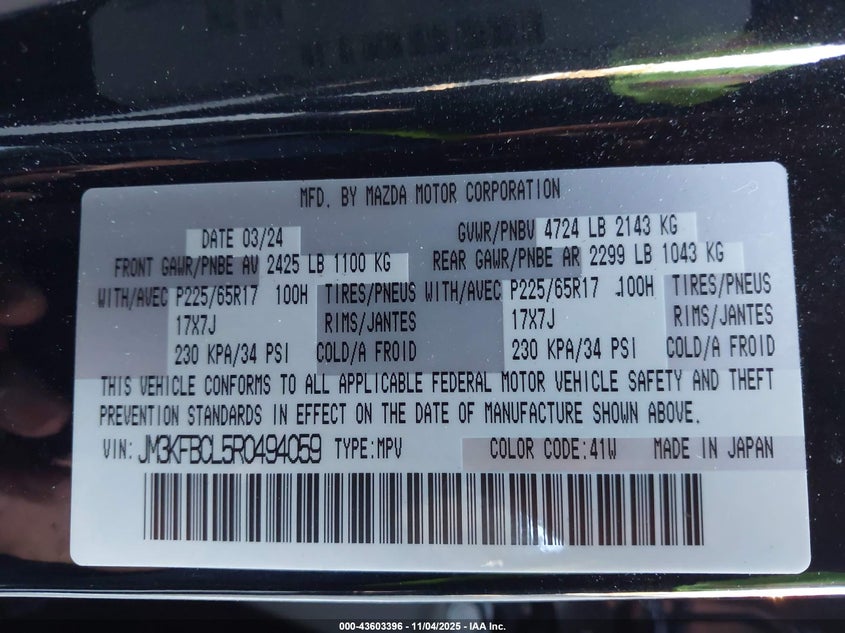 MFD. BY MAZDA MOTOR CORPORATION
DATE 03/24 GVWR/PNBV 4724 LB 2143 KG
FRONT GAWR/PNBE AV 2425 LB 1100 KG REAR GAWR/PNBE AR 2299 LB 1043 KG
WITH/AVEC P225/65R17 100H TIRES/PNEUS WITH/AVEC P225/65R17 100H TIRES/PNEUS
17X7J RIMS/JANTES 17X7J RIMS/JANTES
230 KPA/34 PSI COLD/A FROID 230 KPA/34 PSI COLD/A FROID
THIS VEHICLE CONFORMS TO ALL APPLICABLE FEDERAL MOTOR VEHICLE SAFETY AND THEFT
PREVENTION STANDARDS IN EFFECT ON THE DATE OF MANUFACTURE SHOWN ABOVE.
VIN: JM3KFBCL5R0494059 TYPE:MPV COLOR CODE:41W MADE IN JAPAN
000-43603396 - 11/04/2025 - IAA Inc.